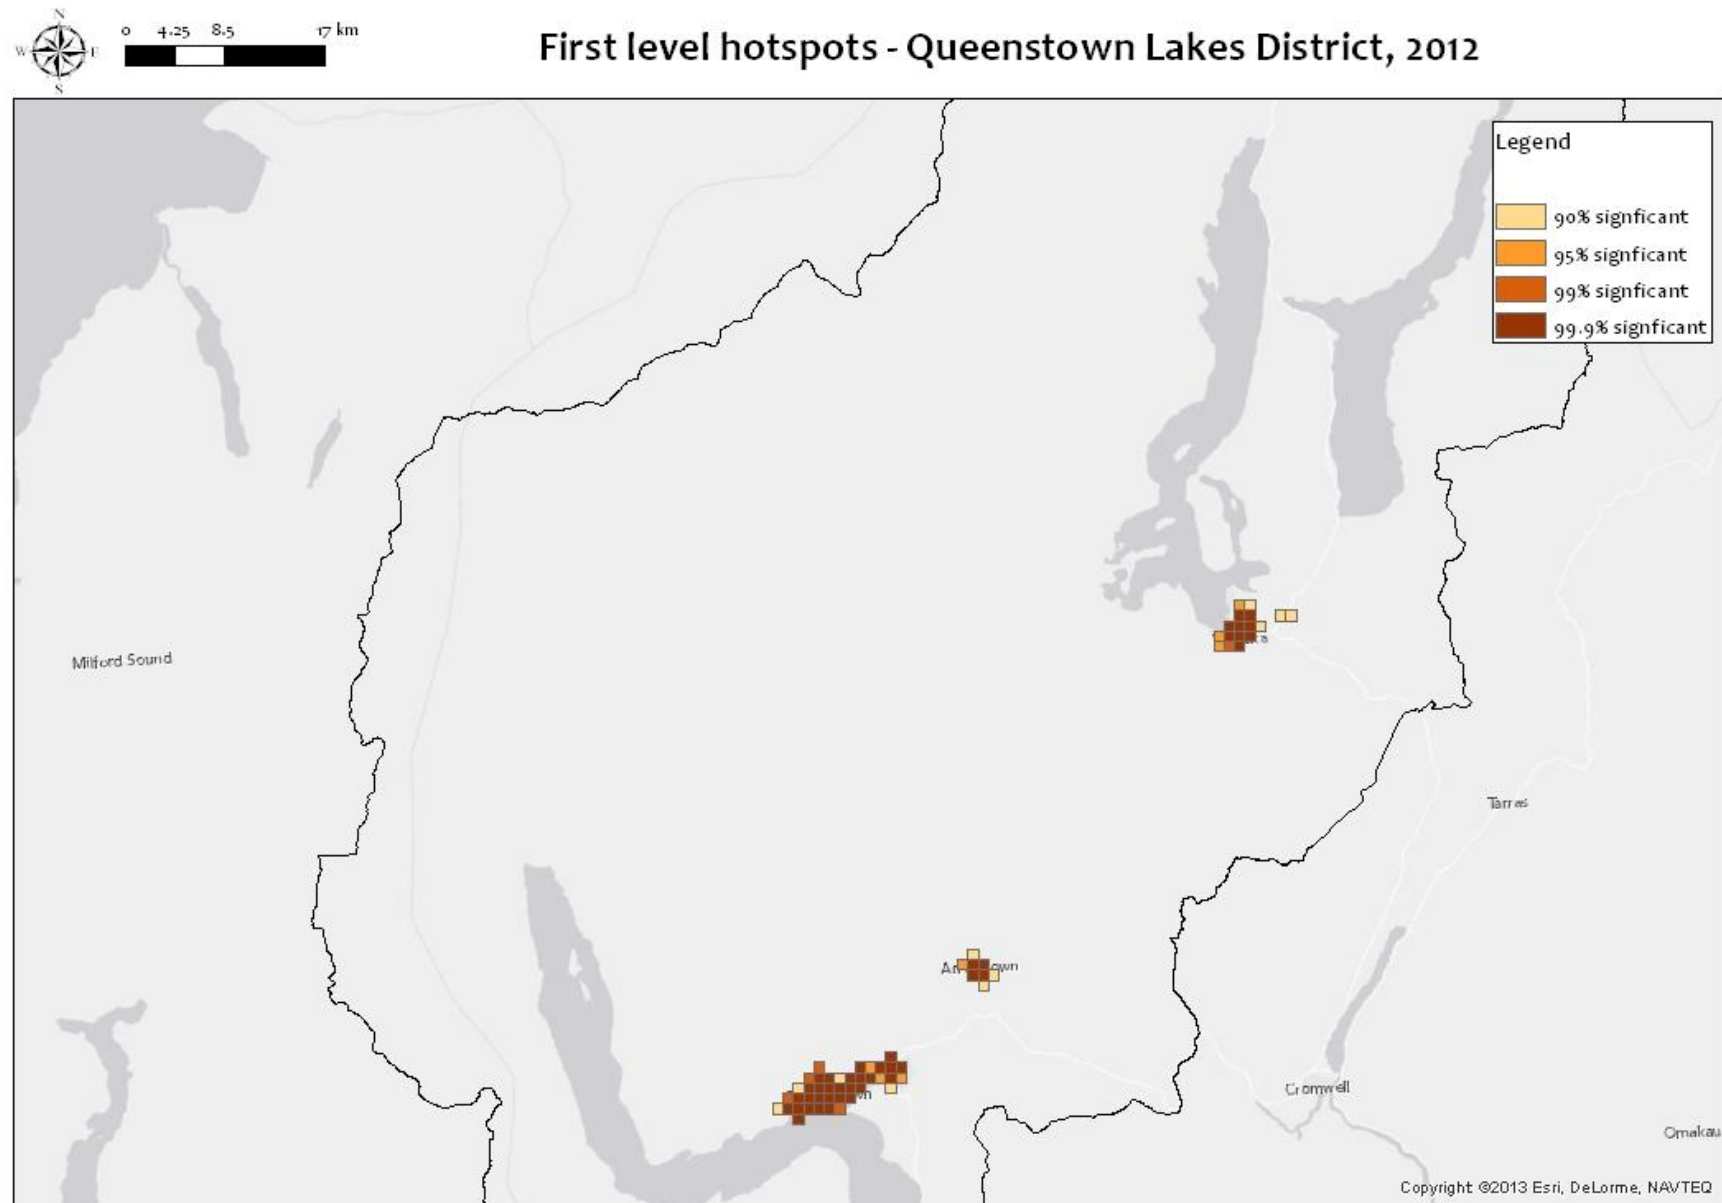 N
W E
S
0 4.25 8.5 17 km
First level hotspots - Queenstown Lakes District, 2012
Legend
90% signficant
95% signficant
99% signficant
99.9% signficant
Milford Sound
Tarras
Cromwell
Omakau
Copyright ©2013 Esri, DeLorme, NAVTEQ